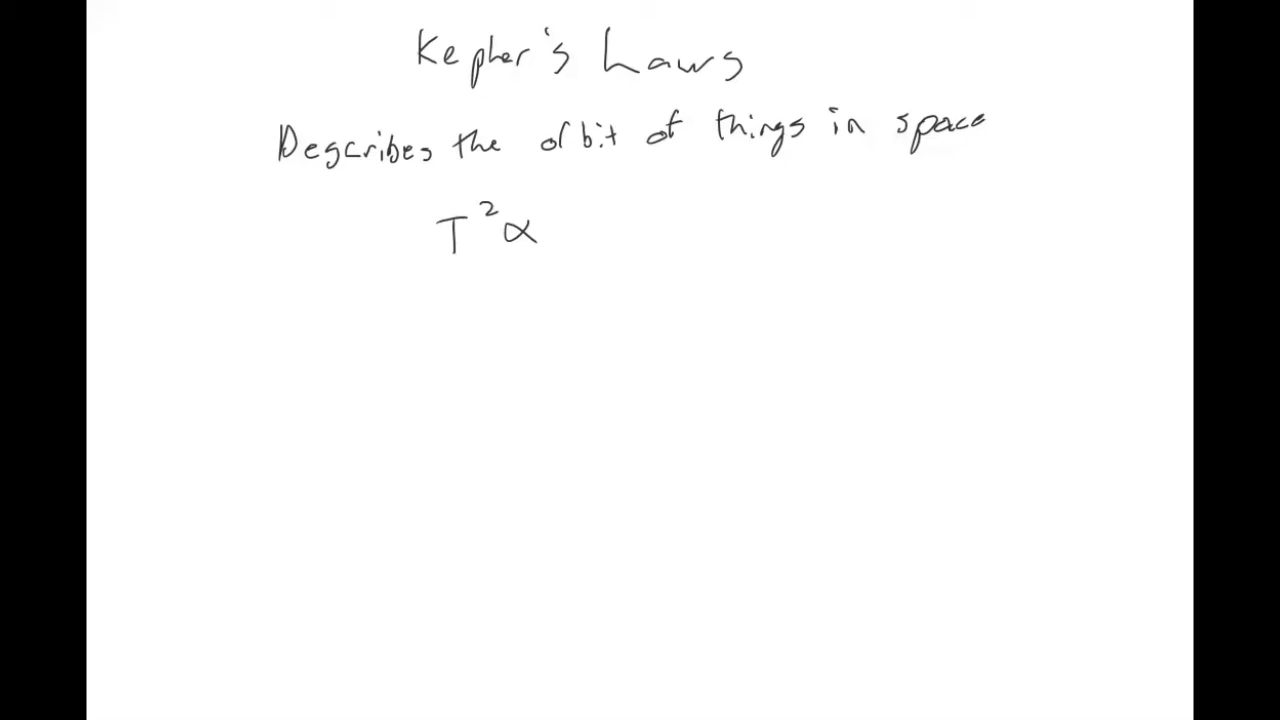 Kepler's Laws
Describes the orbit of things in space
T² ∝